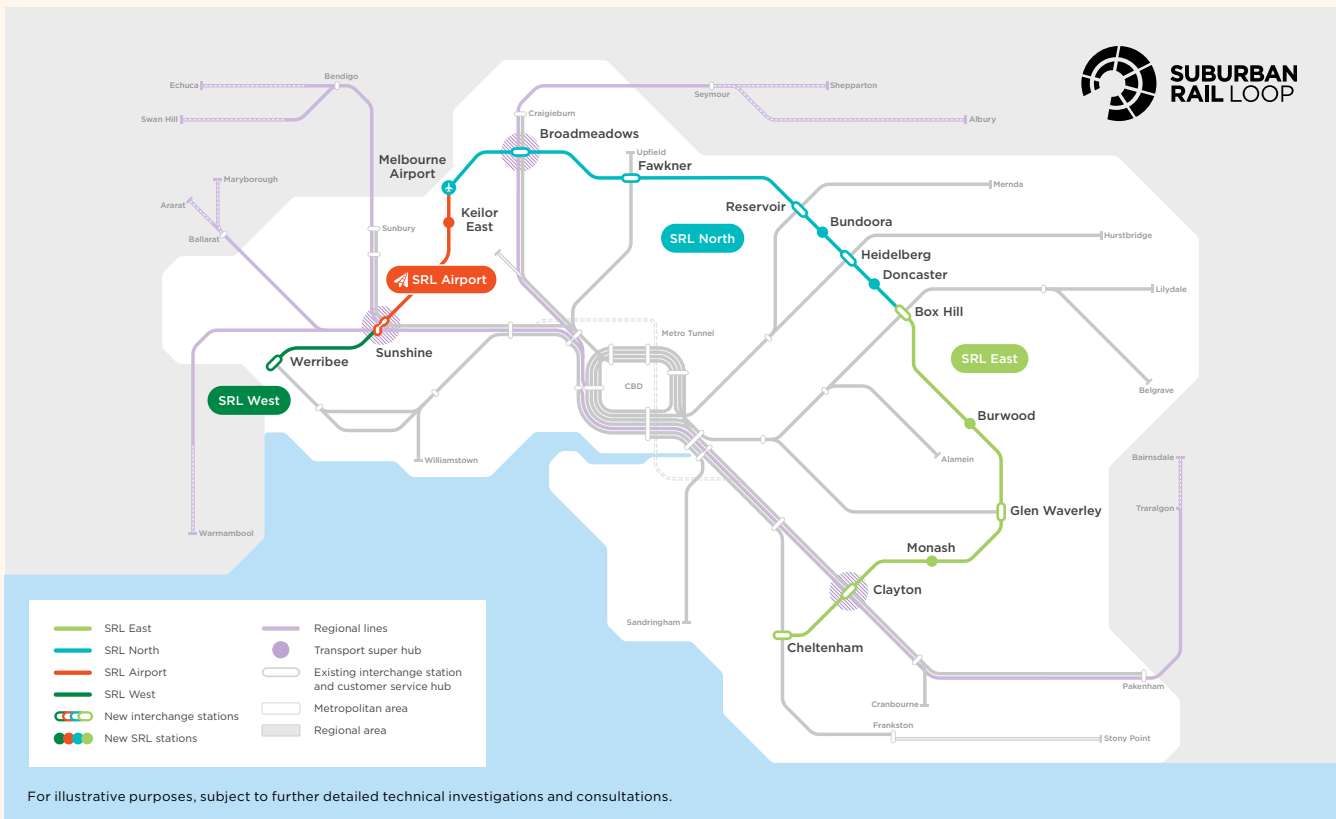 SUBURBAN
RAIL LOOP
Echuca
Bendigo
Swan Hill
Seymour
Shepparton
Albury
Craigieburn
Broadmeadows
Melbourne
Airport
Upfield
Fawkner
Maryborough
Ararat
Ballarat
Sunbury
Keilor
East
Mernda
Reservoir
Bundoora
SRL North
Hurstbridge
Heidelberg
Doncaster
SRL Airport
Lilydale
Box Hill
Metro Tunnel
Sunshine
Werribee
SRL East
CBD
SRL West
Belgrave
Burwood
Williamstown
Alamein
Bairnsdale
Traralgon
Glen Waverley
Warrnambool
Monash
Clayton
Sandringham
Cheltenham
Pakenham
Cranbourne
Frankston
Stony Point
SRL East
SRL North
SRL Airport
SRL West
New interchange stations
New SRL stations
Regional lines
Transport super hub
Existing interchange station
and customer service hub
Metropolitan area
Regional area
For illustrative purposes, subject to further detailed technical investigations and consultations.